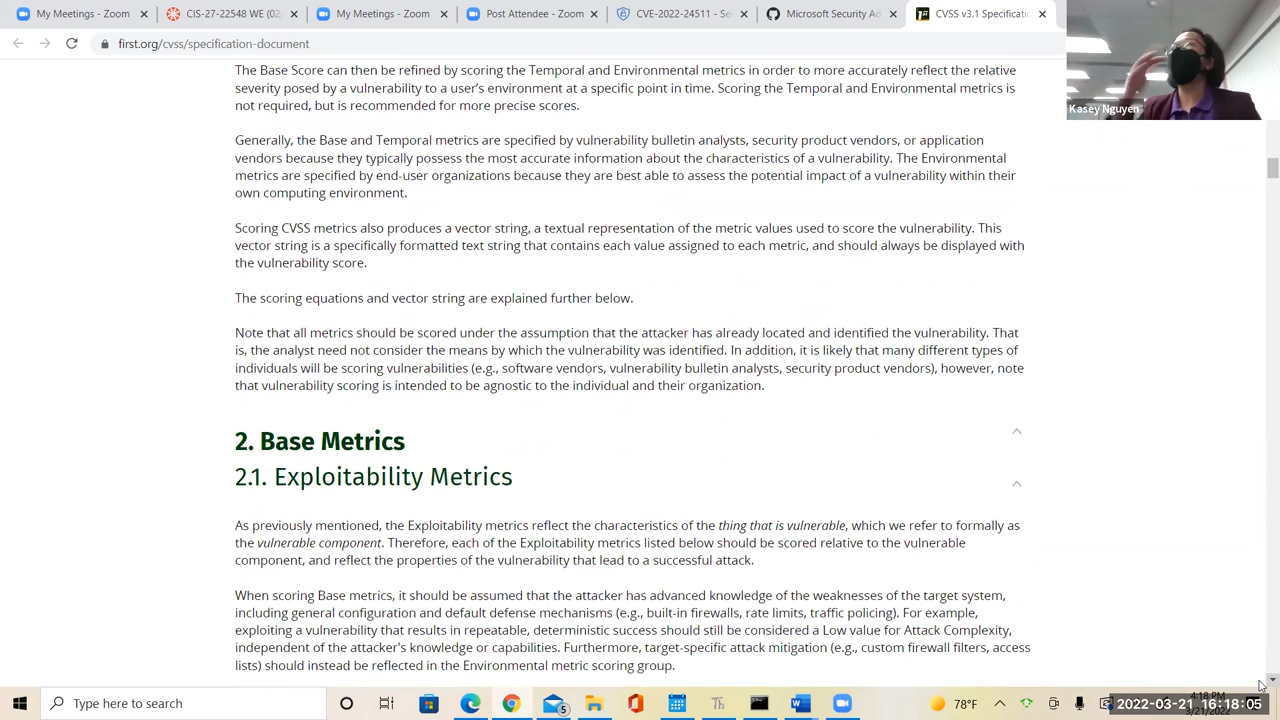 My Meetings - Zoom
CIS-27-22548 WE (02
My Meetings - Zoom
Post Attendee - Zoom
CVE-2022-24511 - Se
Microsoft Security Ad
CVSS v3.1 Specificati
first.org/cvss/specification-document
Kasey Nguyen
The Base Score can then be refined by scoring the Temporal and Environmental metrics in order to more accurately reflect the relative
severity posed by a vulnerability to a user's environment at a specific point in time. Scoring the Temporal and Environmental metrics is
not required, but is recommended for more precise scores.
Generally, the Base and Temporal metrics are specified by vulnerability bulletin analysts, security product vendors, or application
vendors because they typically possess the most accurate information about the characteristics of a vulnerability. The Environmental
metrics are specified by end-user organizations because they are best able to assess the potential impact of a vulnerability within their
own computing environment.
Scoring CVSS metrics also produces a vector string, a textual representation of the metric values used to score the vulnerability. This
vector string is a specifically formatted text string that contains each value assigned to each metric, and should always be displayed with
the vulnerability score.
The scoring equations and vector string are explained further below.
Note that all metrics should be scored under the assumption that the attacker has already located and identified the vulnerability. That
is, the analyst need not consider the means by which the vulnerability was identified. In addition, it is likely that many different types of
individuals will be scoring vulnerabilities (e.g., software vendors, vulnerability bulletin analysts, security product vendors), however, note
that vulnerability scoring is intended to be agnostic to the individual and their organization.
2. Base Metrics
2.1. Exploitability Metrics
As previously mentioned, the Exploitability metrics reflect the characteristics of the thing that is vulnerable, which we refer to formally as
the vulnerable component. Therefore, each of the Exploitability metrics listed below should be scored relative to the vulnerable
component, and reflect the properties of the vulnerability that lead to a successful attack.
When scoring Base metrics, it should be assumed that the attacker has advanced knowledge of the weaknesses of the target system,
including general configuration and default defense mechanisms (e.g., built-in firewalls, rate limits, traffic policing). For example,
exploiting a vulnerability that results in repeatable, deterministic success should still be considered a Low value for Attack Complexity,
independent of the attacker's knowledge or capabilities. Furthermore, target-specific attack mitigation (e.g., custom firewall filters, access
lists) should instead be reflected in the Environmental metric scoring group.
Type here to search
5
Th
78°F
4:18 PM
2022-03-21 16:18:05
3/21/2022